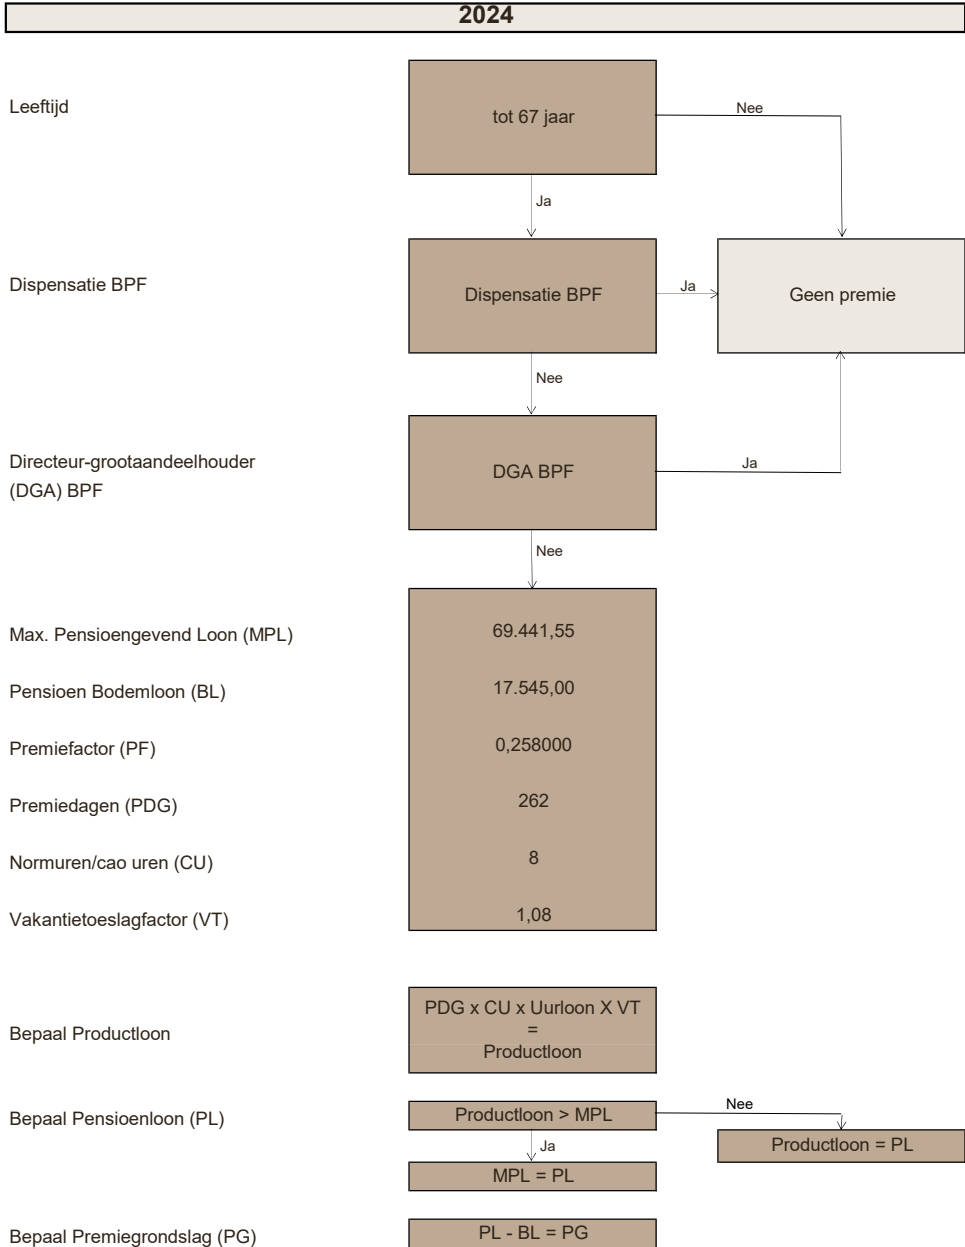 2024
Leeftijd
tot 67 jaar
Nee
Ja
Dispensatie BPF
Dispensatie BPF
Ja
Geen premie
Nee
Directeur-grootaandeelhouder
(DGA) BPF
DGA BPF
Ja
Nee
Max. Pensioengevend Loon (MPL)
69.441,55
Pensioen Bodemloon (BL)
17.545,00
Premiefactor (PF)
0,258000
Premiedagen (PDG)
262
Normuren/cao uren (CU)
8
Vakantietoeslagfactor (VT)
1,08
Bepaal Productloon
PDG x CU x Uurloon X VT
=
Productloon
Bepaal Pensioenloon (PL)
Productloon > MPL
Nee
Productloon = PL
Ja
MPL = PL
Bepaal Premiegrondslag (PG)
PL - BL = PG